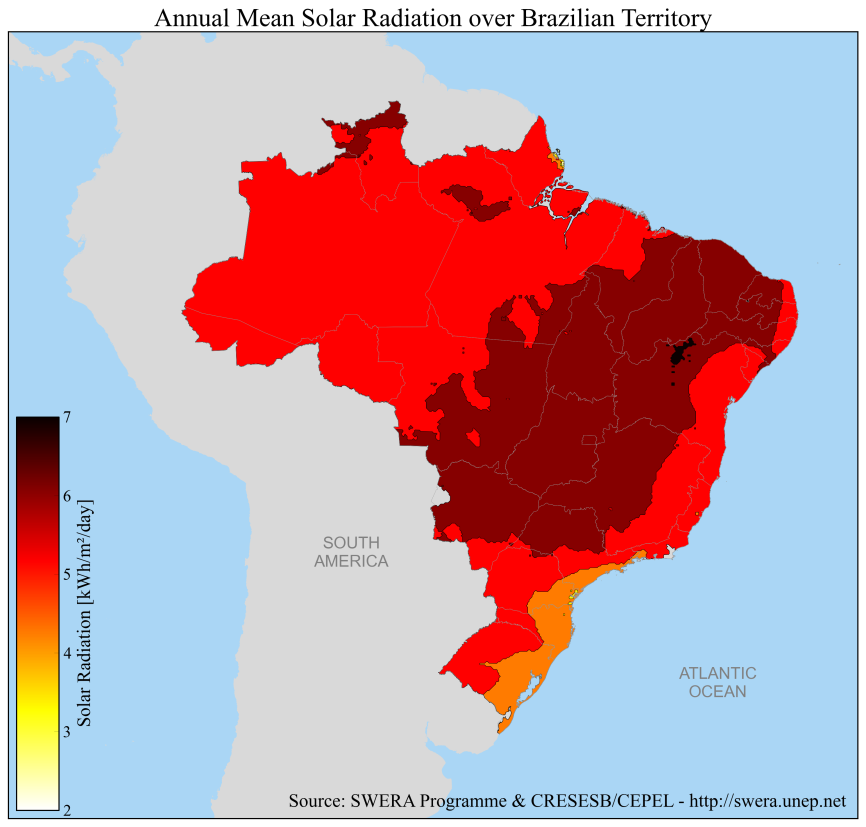 Annual Mean Solar Radiation over Brazilian Territory
7
6
5
4
3
2
Solar Radiation [kWh/m²/day]
SOUTH
AMERICA
ATLANTIC
OCEAN
Source: SWERA Programme & CRESESB/CEPEL - http://swera.unep.net